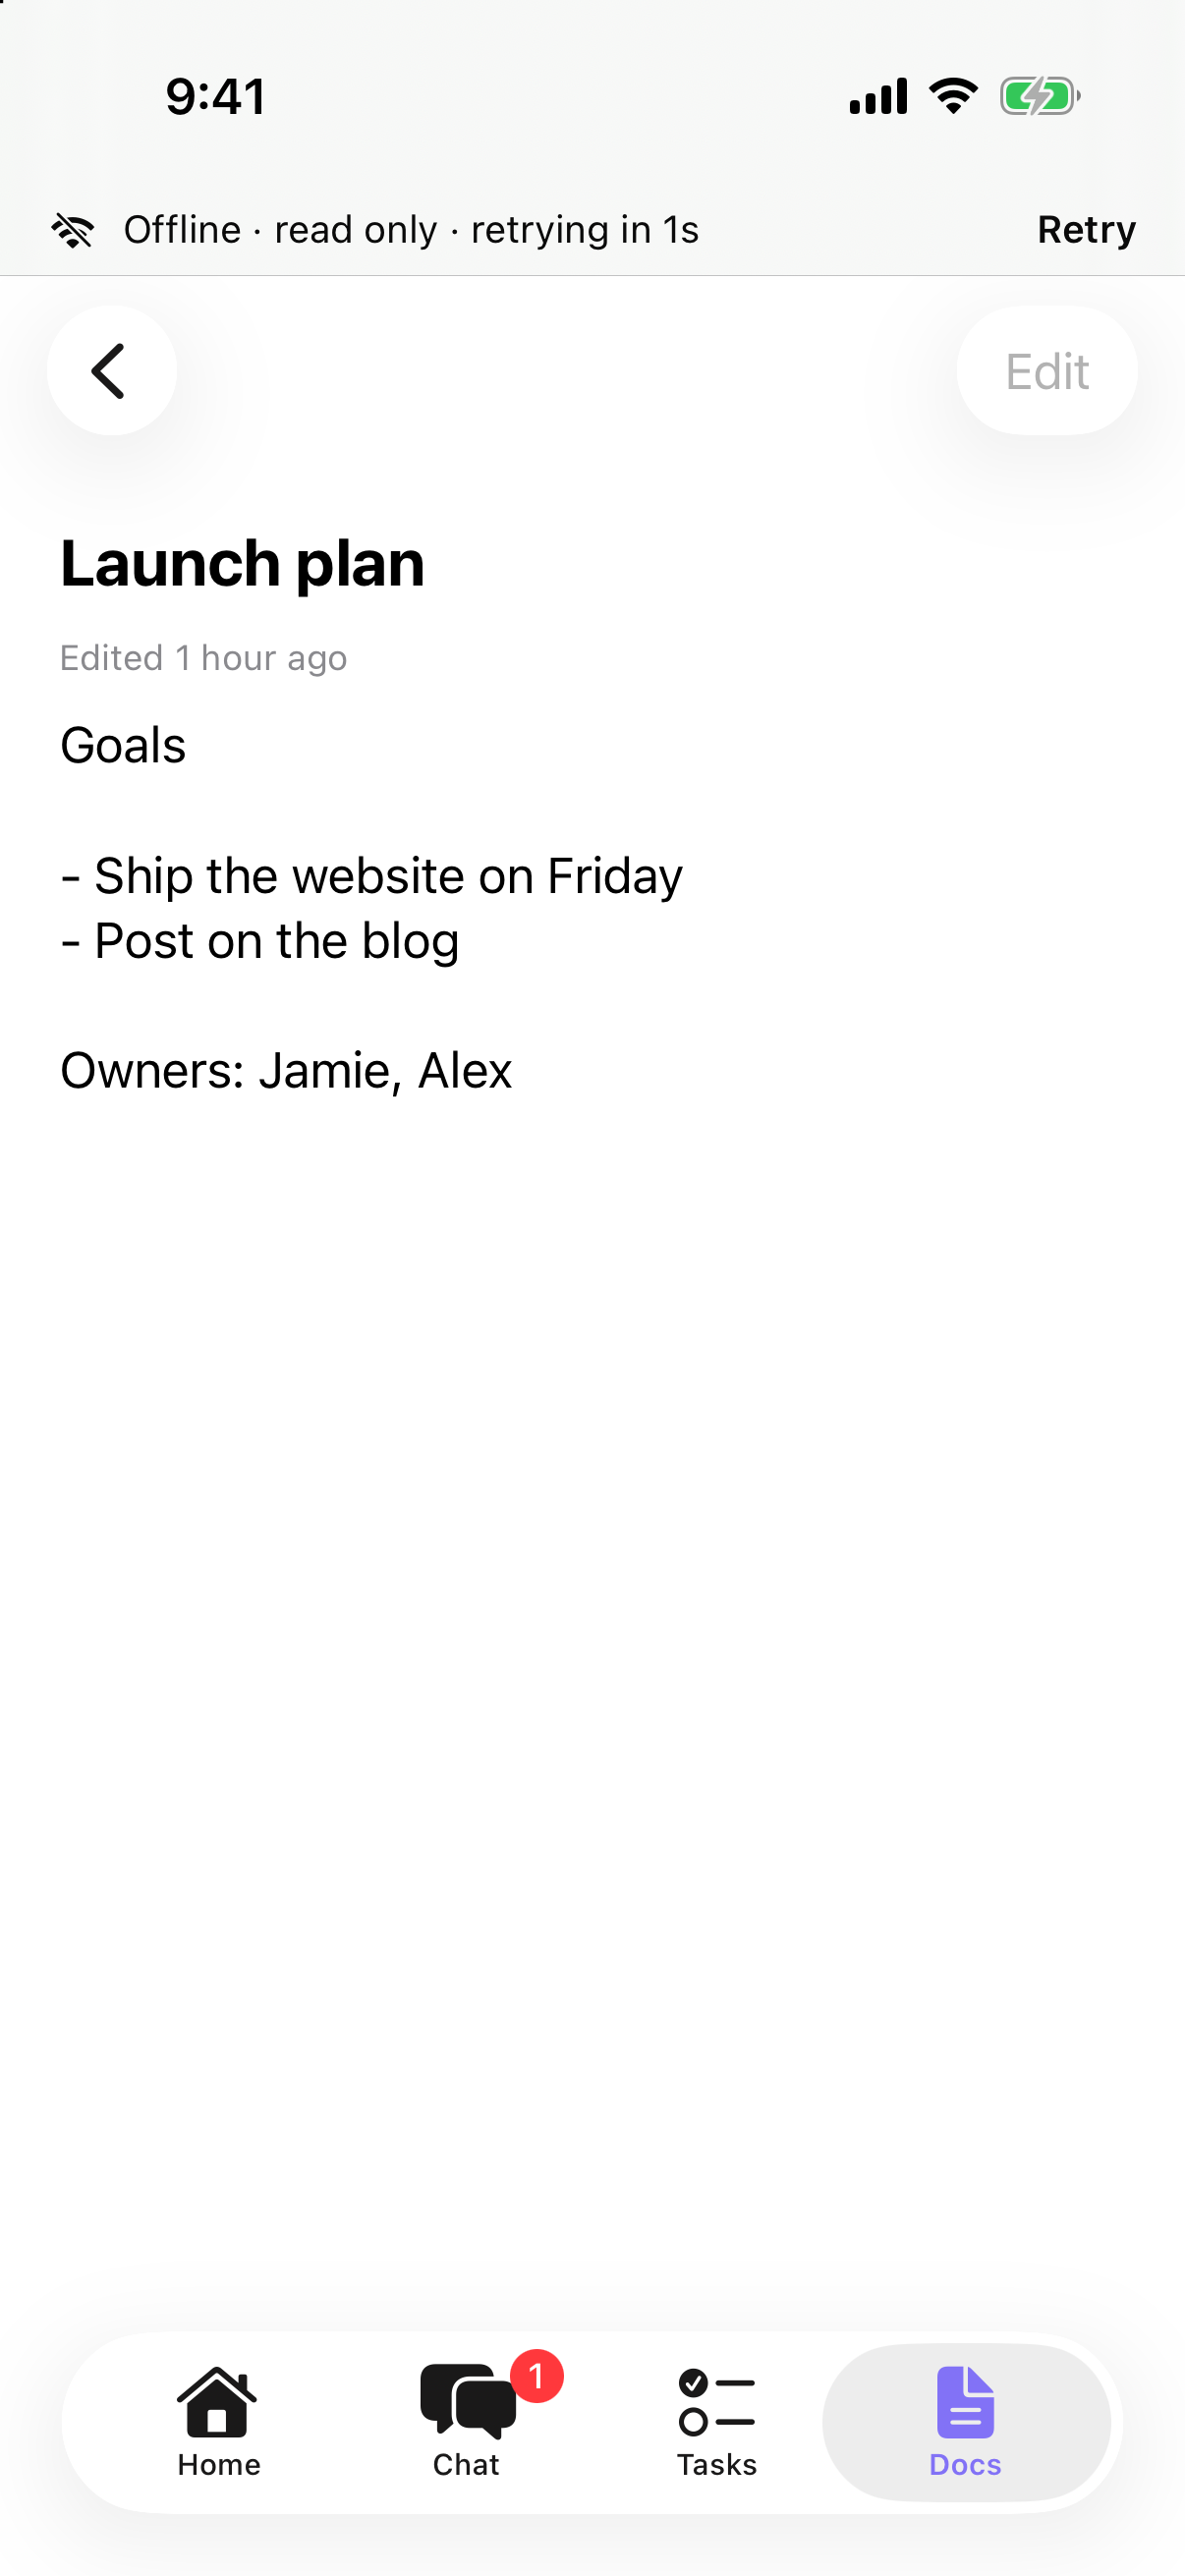 9:41
Offline · read only · retrying in 1s
Retry
Edit
Launch plan
Edited 1 hour ago
Goals
- Ship the website on Friday
- Post on the blog
Owners: Jamie, Alex
1
Home
Chat
Tasks
Docs